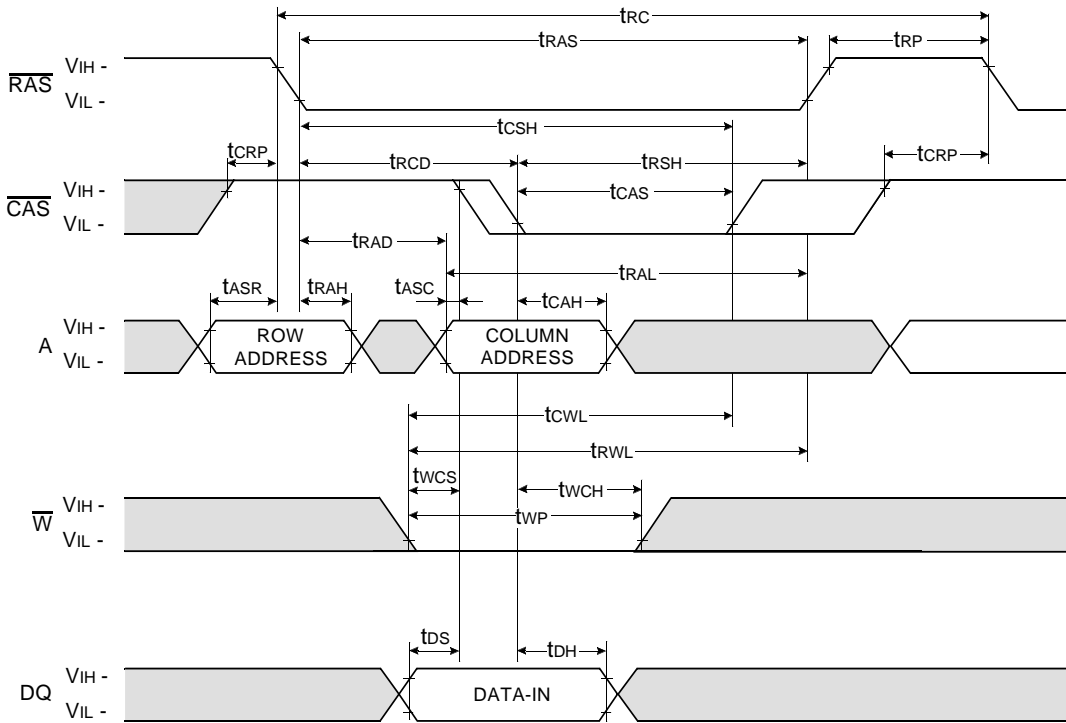 tRC
tRAS
tRP
RAS
VIH -
VIL -
tCSH
tCRP
tRCD
tRSH
tCRP
CAS
VIH -
VIL -
tCAS
tRAD
tRAL
tASR
tRAH
tASC
tCAH
A
VIH -
VIL -
ROW
ADDRESS
COLUMN
ADDRESS
tCWL
tRWL
tWCS
tWCH
W
VIH -
VIL -
tWP
tDS
tDH
DQ
VIH -
VIL -
DATA-IN